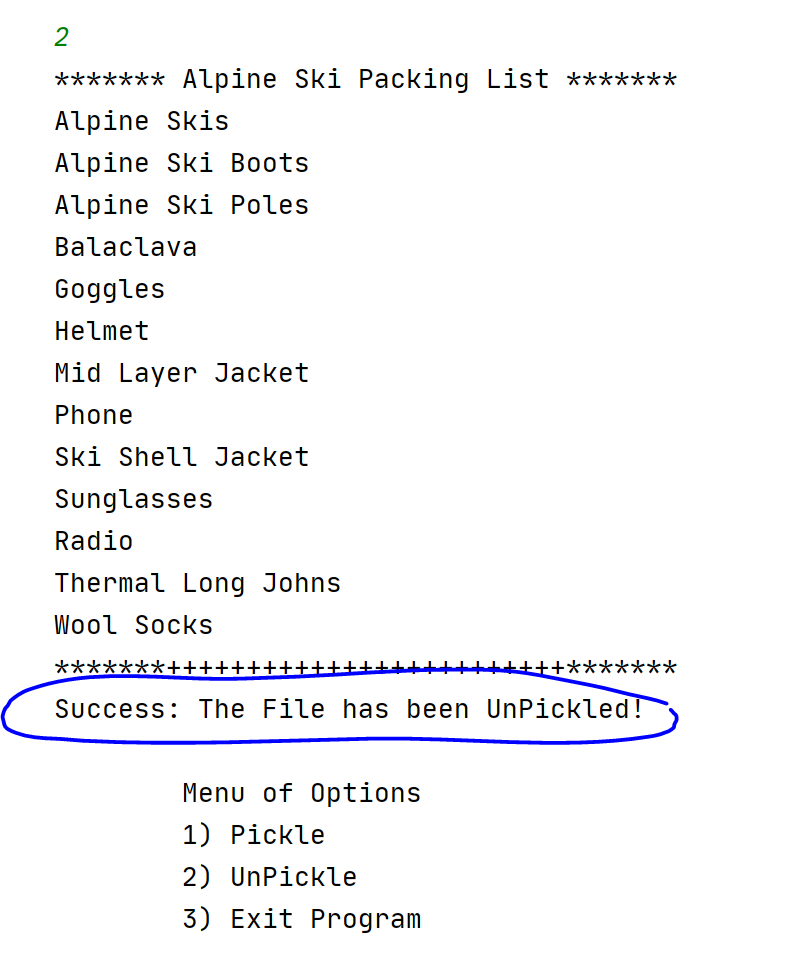 2
******* Alpine Ski Packing List *******
Alpine Skis
Alpine Ski Boots
Alpine Ski Poles
Balaclava
Goggles
Helmet
Mid Layer Jacket
Phone
Ski Shell Jacket
Sunglasses
Radio
Thermal Long Johns
Wool Socks
*******+++++++++++++++++++++++++*******
Success: The File has been UnPickled!
Menu of Options
1) Pickle
2) UnPickle
3) Exit Program